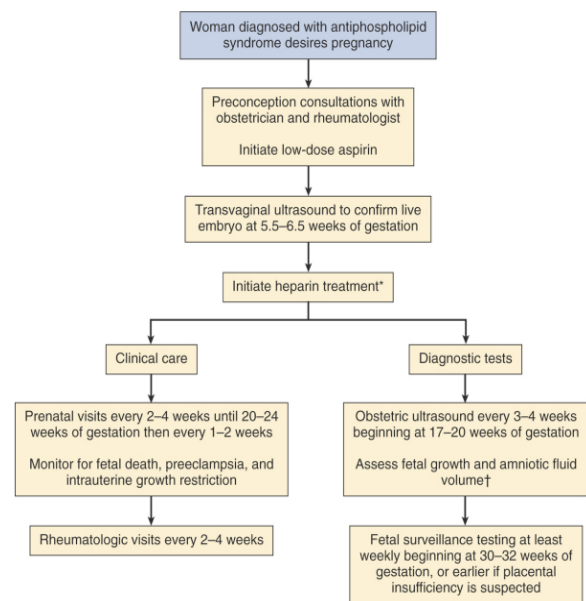 Woman diagnosed with antiphospholipid
syndrome desires pregnancy
Preconception consultations with
obstetrician and rheumatologist
Initiate low-dose aspirin
Transvaginal ultrasound to confirm live
embryo at 5.5–6.5 weeks of gestation
Initiate heparin treatment*
Clinical care
Prenatal visits every 2–4 weeks until 20–24
weeks of gestation then every 1–2 weeks
Monitor for fetal death, preeclampsia, and
intrauterine growth restriction
Rheumatologic visits every 2–4 weeks
Diagnostic tests
Obstetric ultrasound every 3–4 weeks
beginning at 17–20 weeks of gestation
Assess fetal growth and amniotic fluid
volume†
Fetal surveillance testing at least
weekly beginning at 30–32 weeks of
gestation, or earlier if placental
insufficiency is suspected